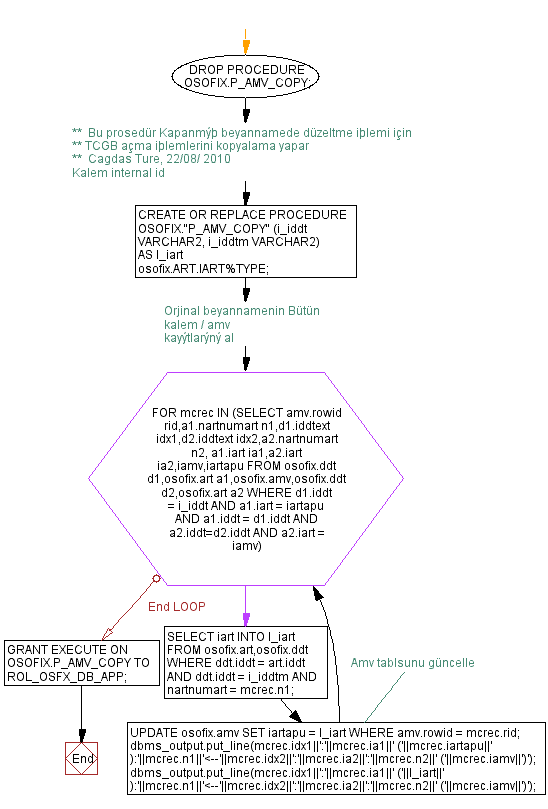 DROP PROCEDURE
OSOFIX.P_AMV_COPY;
** Bu prosedür Kapanmýþ beyannamede düzeltme iþlemi için
** TCGB açma iþlemlerini kopyalama yapar
** Cagdas Ture, 22/08/ 2010
Kalem internal id
CREATE OR REPLACE PROCEDURE
OSOFIX."P_AMV_COPY" (i_iddt
VARCHAR2, i_iddtm VARCHAR2)
AS l_iart
osofix.ART.IART%TYPE;
Orjinal beyannamenin Bütün
kalem / amv
kayýtlarýný al
FOR mcrec IN (SELECT amv.rowid
rid,a1.nartnumart n1,d1.iddtext
idx1,d2.iddtext idx2,a2.nartnumart
n2, a1.iart ia1,a2.iart
ia2,iamv,iartapu FROM osofix.ddt
d1,osofix.art a1,osofix.amv,osofix.ddt
d2,osofix.art a2 WHERE d1.iddt
= i_iddt AND a1.iart = iartapu
AND a1.iddt = d1.iddt AND
a2.iddt=d2.iddt AND a2.iart =
iamv)
End LOOP
GRANT EXECUTE ON
OSOFIX.P_AMV_COPY TO
ROL_OSFX_DB_APP;
SELECT iart INTO l_iart
FROM osofix.art,osofix.ddt
WHERE ddt.iddt = art.iddt
AND ddt.iddt = i_iddtm AND
nartnumart = mcrec.n1;
Amv tablsunu güncelle
UPDATE osofix.amv SET iartapu = l_iart WHERE amv.rowid = mcrec.rid;
dbms_output.put_line(mcrec.idx1||':'||mcrec.ia1||' ('||mcrec.iartapu||'
):'||mcrec.n1||'<--'||mcrec.idx2||':'||mcrec.ia2||':'||mcrec.n2||' ('||mcrec.iamv||')');
dbms_output.put_line(mcrec.idx1||':'||mcrec.ia1||' ('||l_iart||'
):'||mcrec.n1||'<--'||mcrec.idx2||':'||mcrec.ia2||':'||mcrec.n2||' ('||mcrec.iamv||')');
End